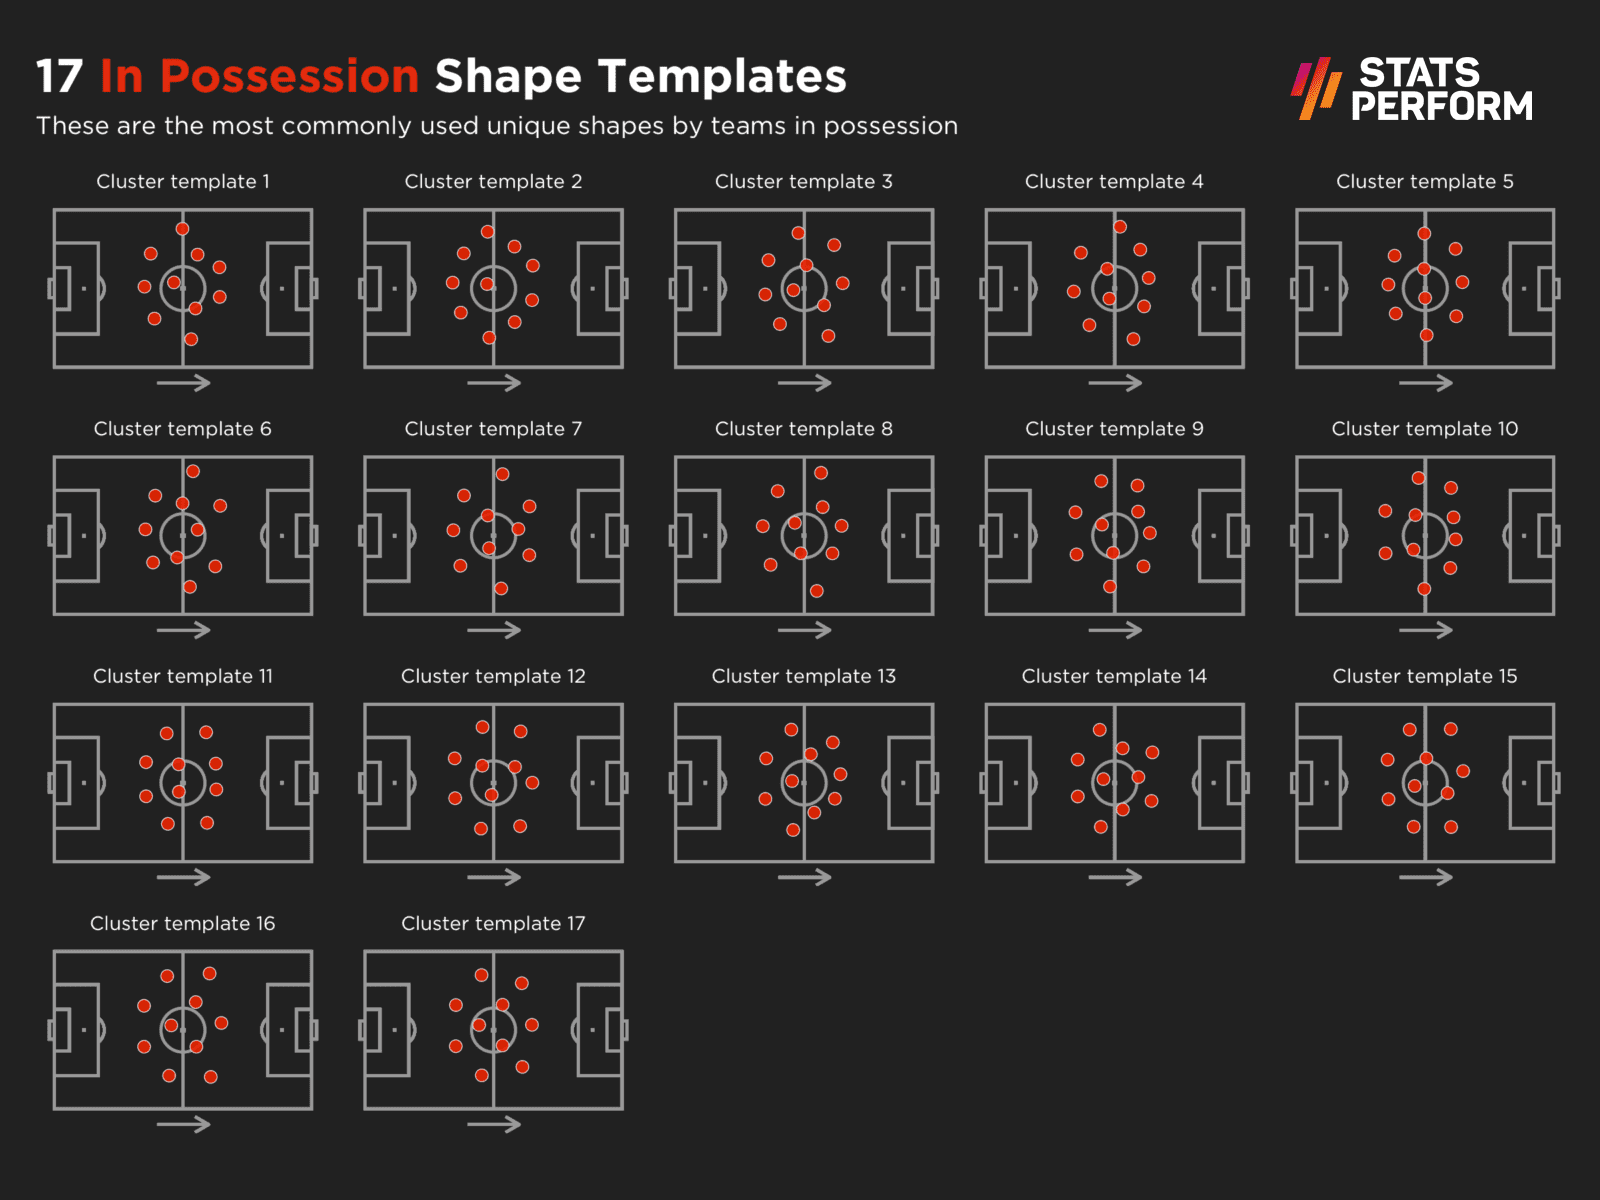 17 In Possession Shape Templates
These are the most commonly used unique shapes by teams in possession
STATS
PERFORM
Cluster template 1
Cluster template 2
Cluster template 3
Cluster template 4
Cluster template 5
Cluster template 6
Cluster template 7
Cluster template 8
Cluster template 9
Cluster template 10
Cluster template 11
Cluster template 12
Cluster template 13
Cluster template 14
Cluster template 15
Cluster template 16
Cluster template 17